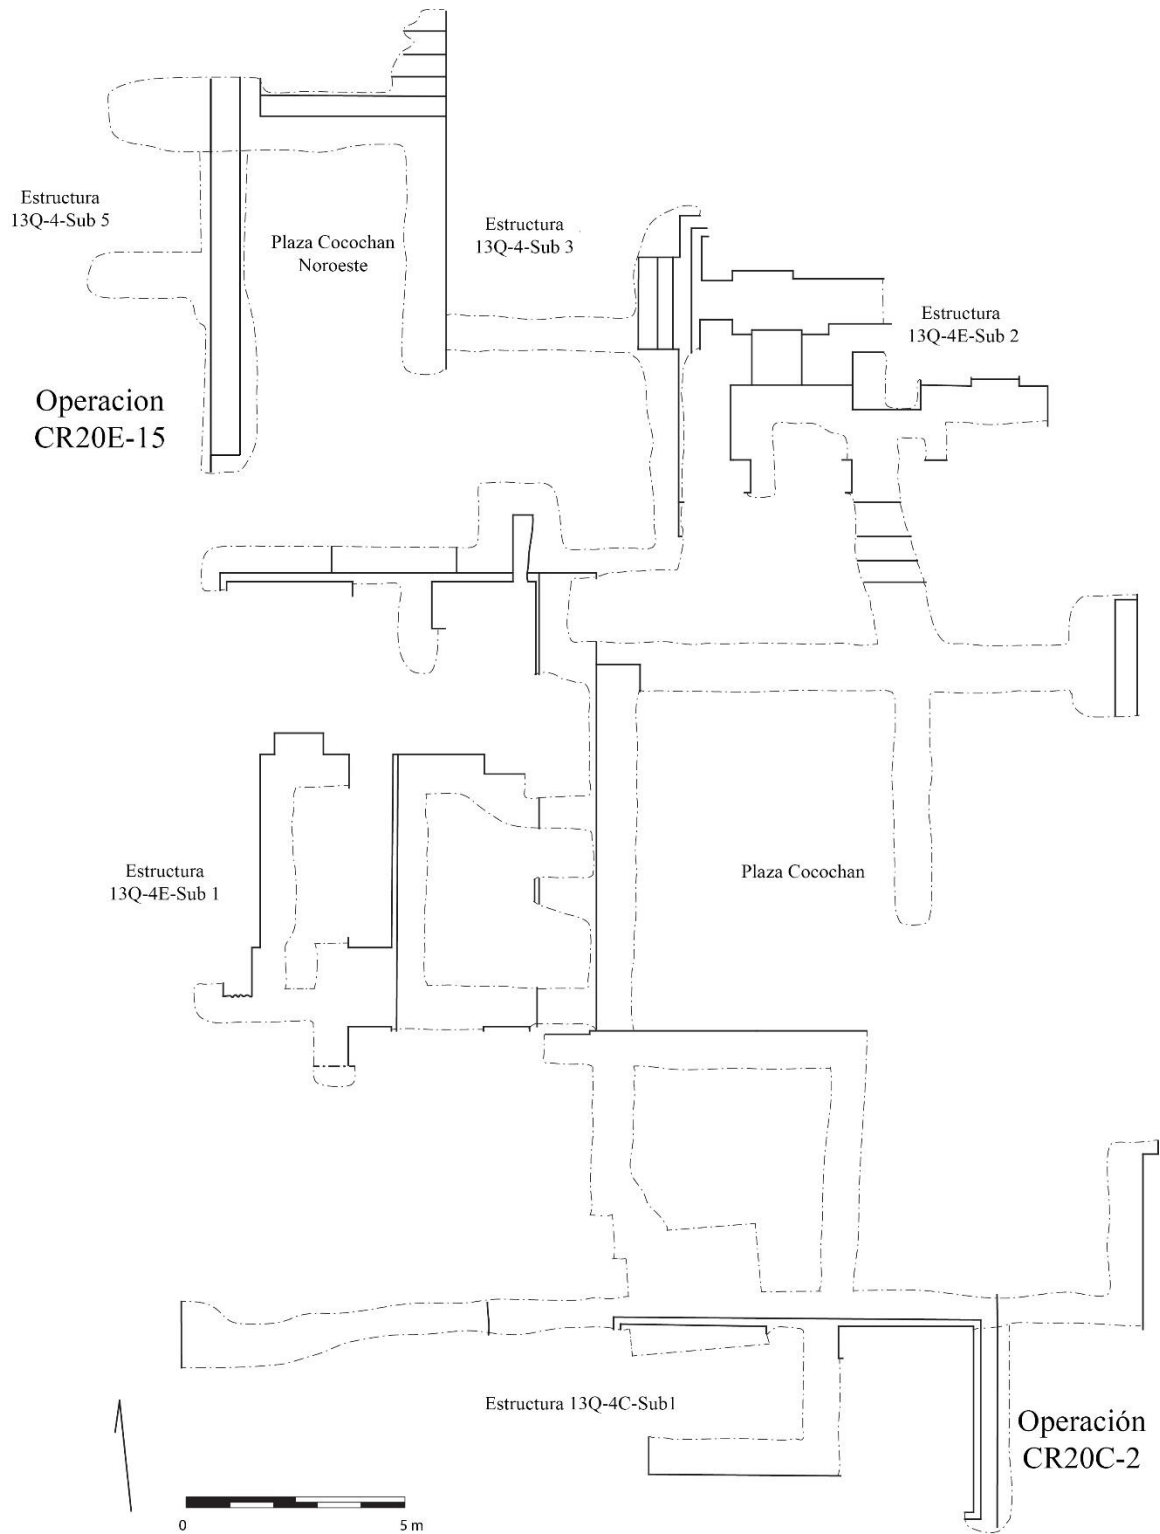 Estructura
13Q-4-Sub 5
Estructura
13Q-4-Sub 3
Plaza Cocochan
Noroeste
Estructura
13Q-4E-Sub 2
Operacion
CR20E-15
Estructura
13Q-4E-Sub 1
Plaza Cocochan
Estructura 13Q-4C-Sub1
Operación
CR20C-2
0 5 m